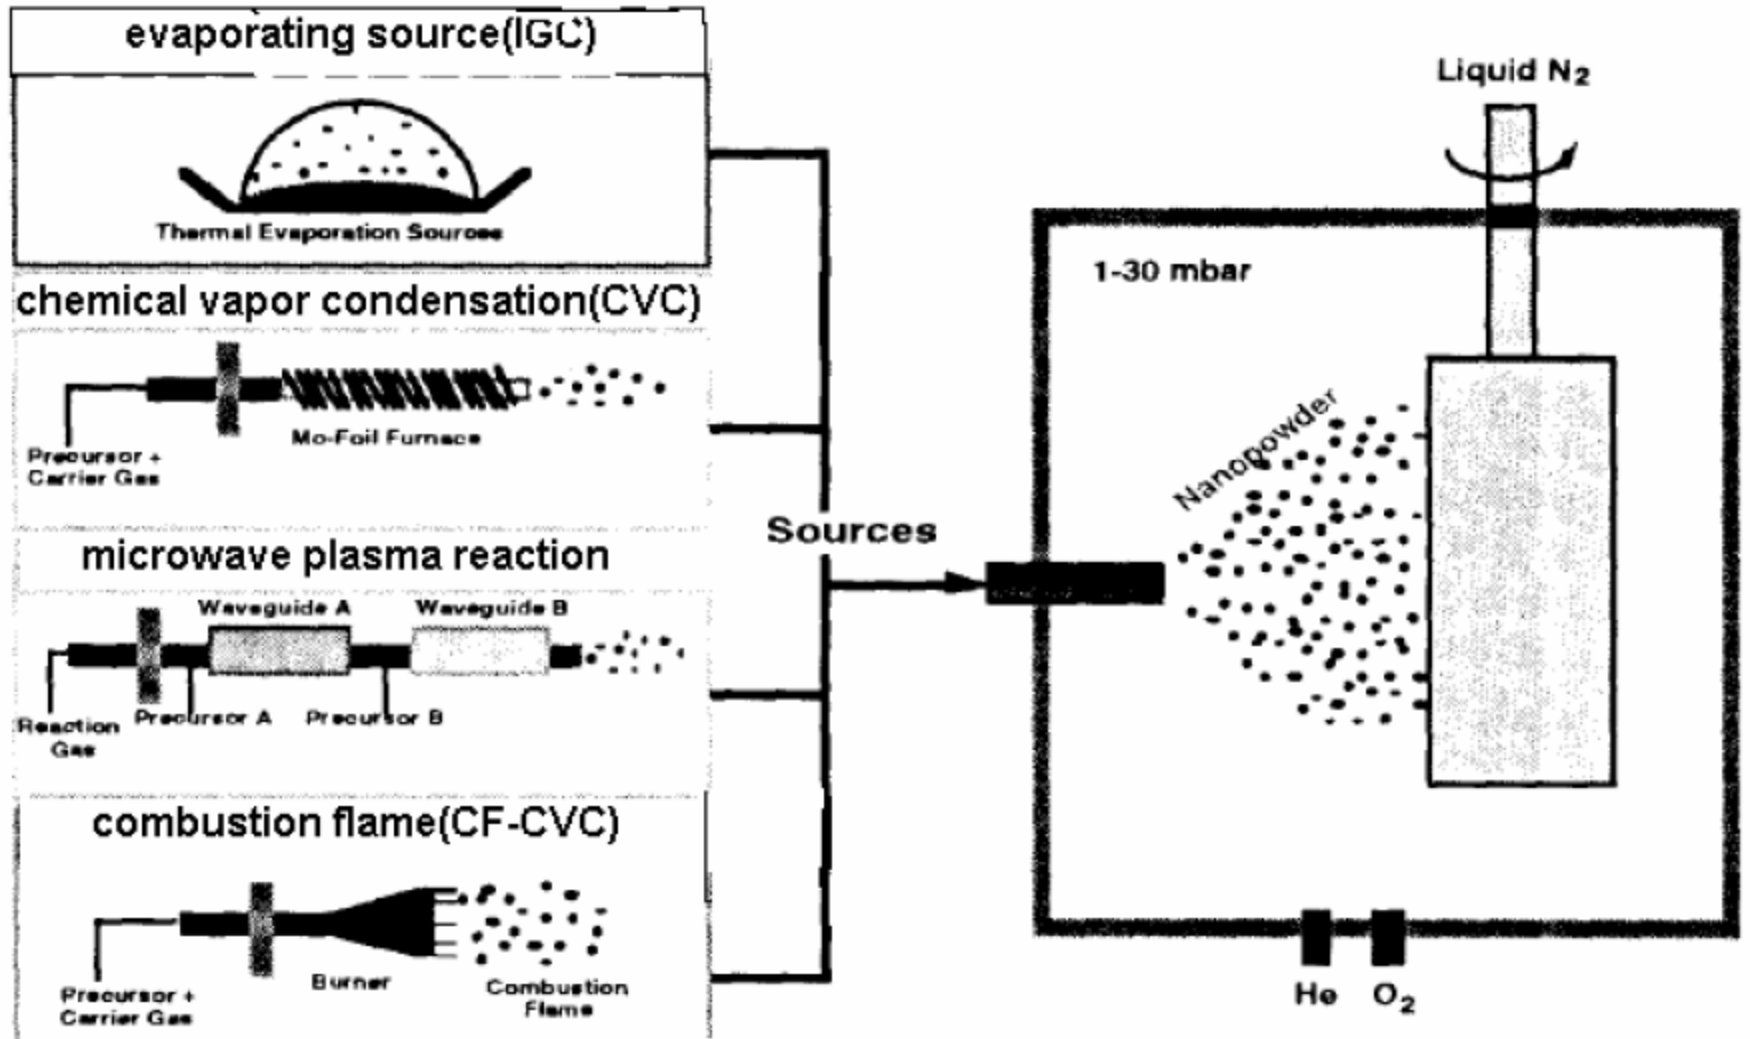 evaporating source(IGC)
Thermal Evaporation Sources
chemical vapor condensation(CVC)
Mo-Foil Furnace
Precursor +
Carrier Gas
microwave plasma reaction
Waveguide A
Waveguide B
Reaction
Gas
Precursor A
Precursor B
combustion flame(CF-CVC)
Burner
Precursor +
Carrier Gas
Combustion
Flame
Sources
Liquid N2
1-30 mbar
Nanopowder
He
O2